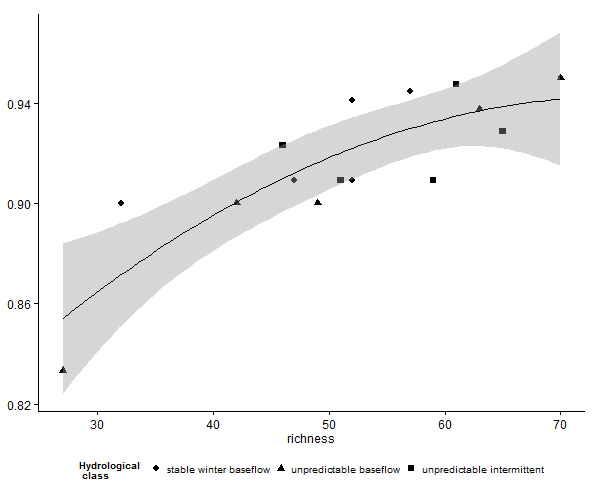 0.94
0.90
0.86
0.82
30 40 50 60 70
richness
Hydrological
class
stable winter baseflow unpredictable baseflow unpredictable intermittent